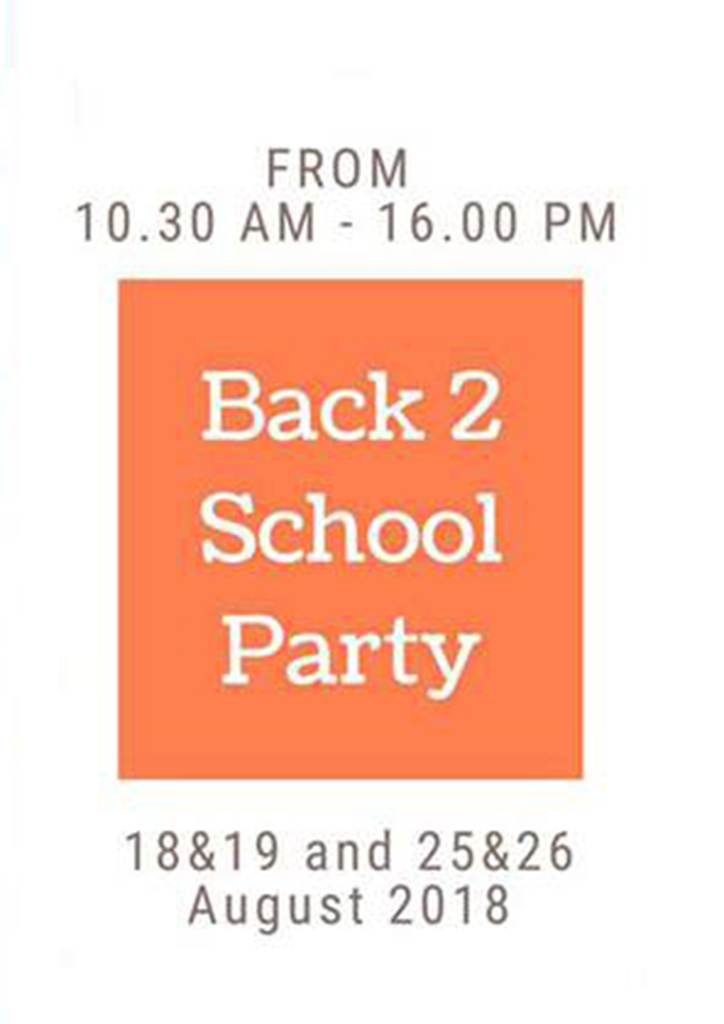 FROM
10.30 AM - 16.00 PM
Back 2
School
Party
18&19 and 25&26
August 2018